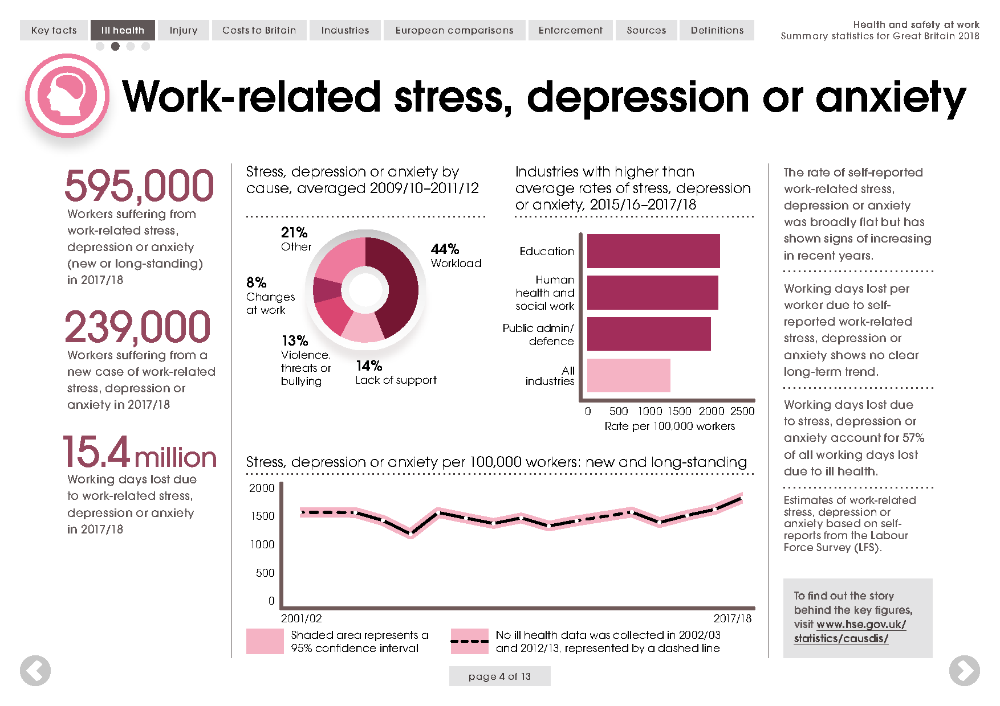 Key facts
Ill health
Injury
Costs to Britain
Industries
European comparisons
Enforcement
Sources
Definitions
Health and safety at work
Summary statistics for Great Britain 2018
Work-related stress, depression or anxiety
595,000
Workers suffering from
work-related stress,
depression or anxiety
(new or long-standing)
in 2017/18
239,000
Workers suffering from a
new case of work-related
stress, depression or
anxiety in 2017/18
15.4 million
Working days lost due
to work-related stress,
depression or anxiety
in 2017/18
Stress, depression or anxiety by
cause, averaged 2009/10–2011/12
21%
Other
44%
Workload
8%
Changes
at work
13%
Violence,
threats or
bullying
14%
Lack of support
Industries with higher than
average rates of stress, depression
or anxiety, 2015/16–2017/18
Education
Human
health and
social work
Public admin/
defence
All
industries
0 500 1000 1500 2000 2500
Rate per 100,000 workers
Stress, depression or anxiety per 100,000 workers: new and long-standing
2000
1500
1000
500
0
2001/02
2017/18
Shaded area represents a
95% confidence interval
No ill health data was collected in 2002/03
and 2012/13, represented by a dashed line
The rate of self-reported
work-related stress,
depression or anxiety
was broadly flat but has
shown signs of increasing
in recent years.
Working days lost per
worker due to self-
reported work-related
stress, depression or
anxiety shows no clear
long-term trend.
Working days lost due
to stress, depression or
anxiety account for 57%
of all working days lost
due to ill health.
Estimates of work-related
stress, depression or
anxiety based on self-
reports from the Labour
Force Survey (LFS).
To find out the story
behind the key figures,
visit www.hse.gov.uk/
statistics/causdis/
page 4 of 13